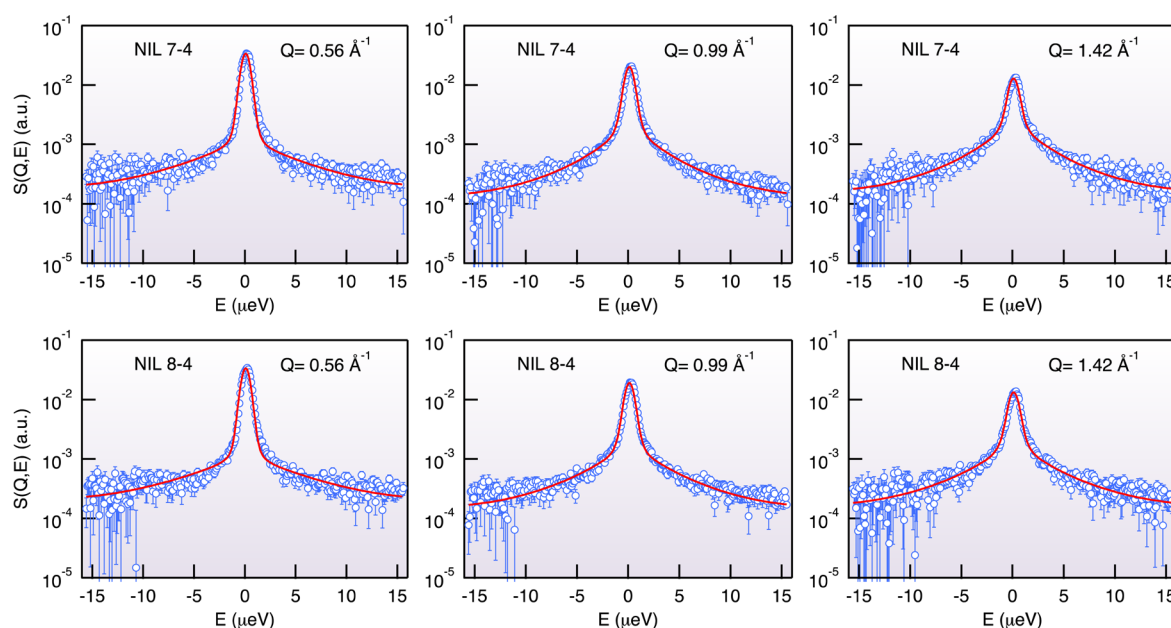 NIL 7-4 Q= 0.56 Å⁻¹
S(Q,E) (a.u.)
10⁻¹
10⁻²
10⁻³
10⁻⁴
10⁻⁵
-15 -10 -5 0 5 10 15
E (μeV)
NIL 7-4 Q= 0.99 Å⁻¹
10⁻¹
10⁻²
10⁻³
10⁻⁴
10⁻⁵
-15 -10 -5 0 5 10 15
E (μeV)
NIL 7-4 Q= 1.42 Å⁻¹
10⁻¹
10⁻²
10⁻³
10⁻⁴
10⁻⁵
-15 -10 -5 0 5 10 15
E (μeV)
NIL 8-4 Q= 0.56 Å⁻¹
S(Q,E) (a.u.)
10⁻¹
10⁻²
10⁻³
10⁻⁴
10⁻⁵
-15 -10 -5 0 5 10 15
E (μeV)
NIL 8-4 Q= 0.99 Å⁻¹
10⁻¹
10⁻²
10⁻³
10⁻⁴
10⁻⁵
-15 -10 -5 0 5 10 15
E (μeV)
NIL 8-4 Q= 1.42 Å⁻¹
10⁻¹
10⁻²
10⁻³
10⁻⁴
10⁻⁵
-15 -10 -5 0 5 10 15
E (μeV)